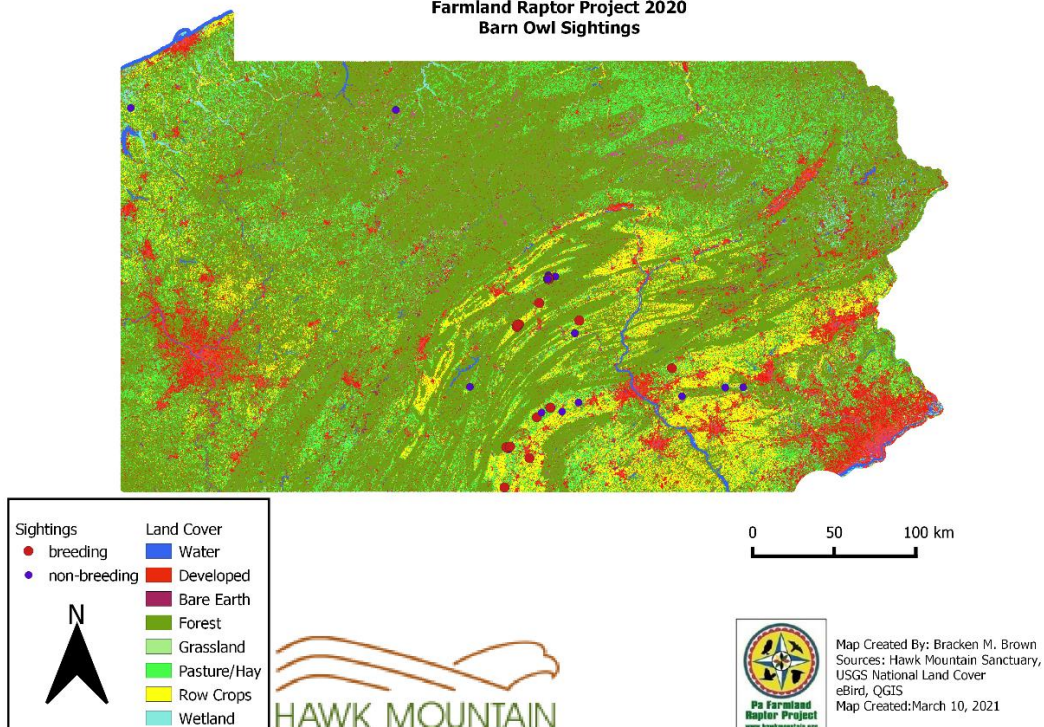 Farmland Raptor Project 2020
Barn Owl Sightings
Sightings
breeding
non-breeding
N
Land Cover
Water
Developed
Bare Earth
Forest
Grassland
Pasture/Hay
Row Crops
Wetland
0 50 100 km
HAWK MOUNTAIN
Pa Farmland
Raptor Project
Map Created By: Bracken M. Brown
Sources: Hawk Mountain Sanctuary,
USGS National Land Cover
eBird, QGIS
Map Created:March 10, 2021